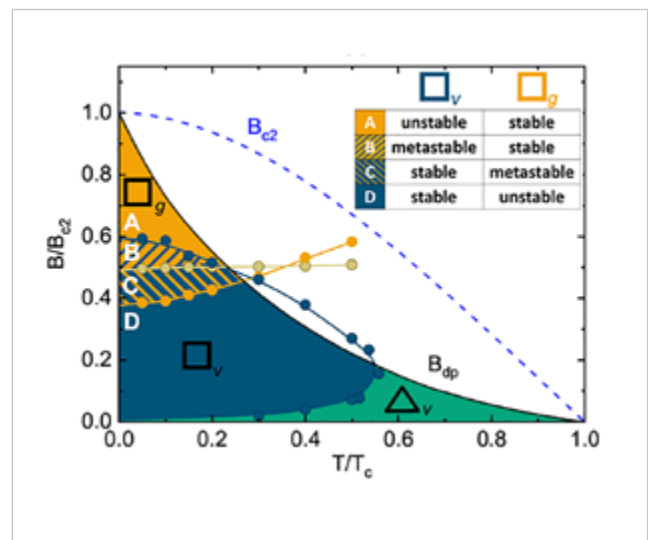 v g
A unstable stable
B metastable stable
C stable metastable
D stable unstable
B/Bc2
1.0
0.8
0.6
0.4
0.2
0.0
Bc2
g
A
B
C
D
v
Bdp
v
0.0 0.2 0.4 0.6 0.8 1.0
T/Tc